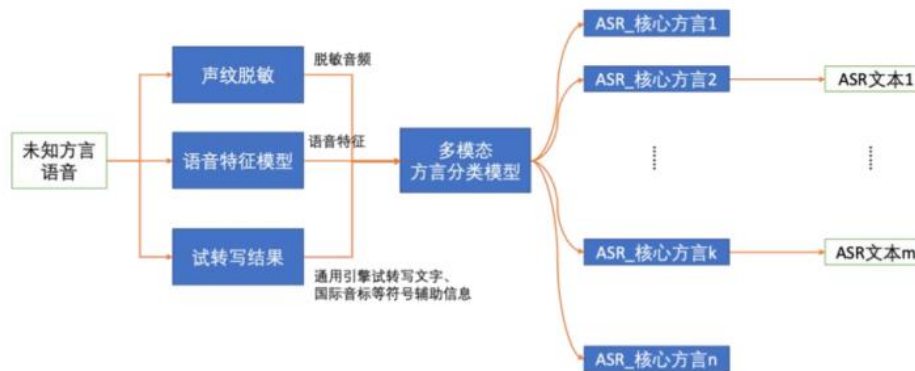 未知方言
语音
声纹脱敏
语音特征模型
试转写结果
脱敏音频
语音特征
通用引擎试转写文字、
国际音标等符号辅助信息
多模态
方言分类模型
ASR_核心方言1
ASR_核心方言2
ASR_核心方言k
ASR_核心方言n
ASR文本1
ASR文本m